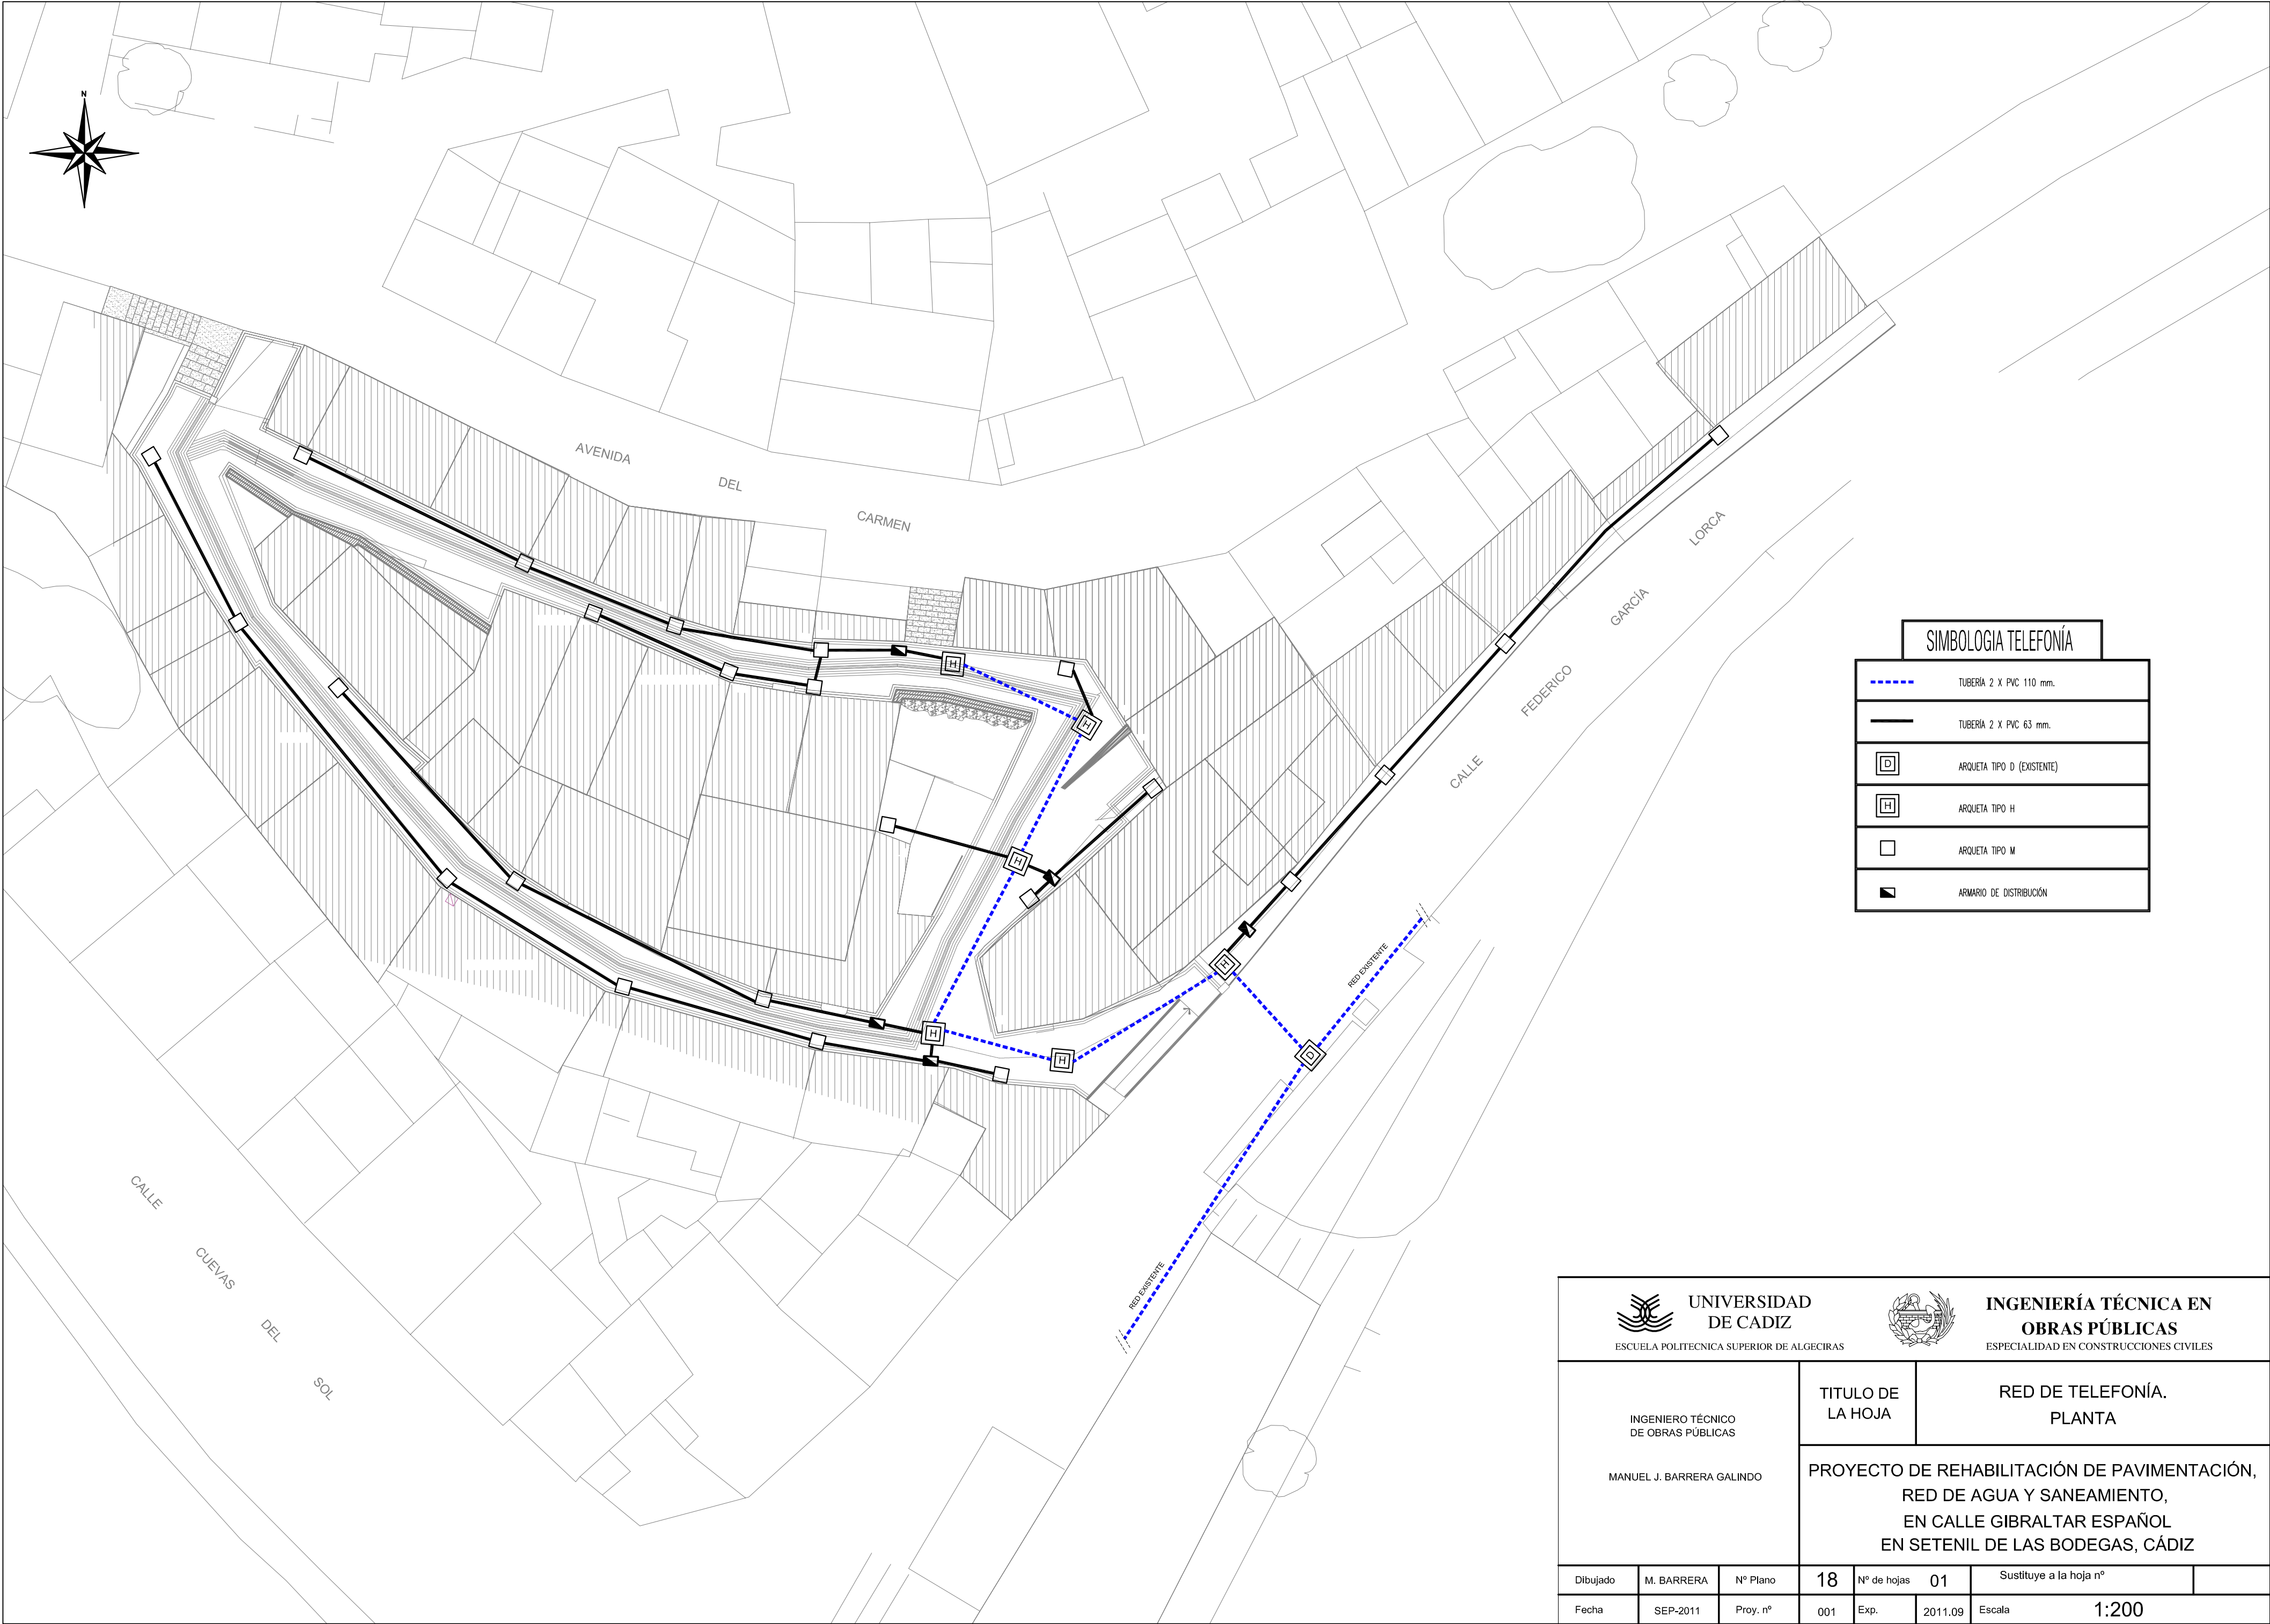 N
AVENIDA
DEL
CARMEN
LORCA
GARCÍA
FEDERICO
CALLE
H
H
H
H
H
H
D
RED EXISTENTE
RED EXISTENTE
CALLE
CUEVAS
DEL
SOL
SIMBOLOGIA TELEFONÍA
TUBERÍA 2 X PVC 110 mm.
TUBERÍA 2 X PVC 63 mm.
D ARQUETA TIPO D (EXISTENTE)
H ARQUETA TIPO H
ARQUETA TIPO M
ARMARIO DE DISTRIBUCIÓN
UNIVERSIDAD
DE CADIZ
ESCUELA POLITECNICA SUPERIOR DE ALGECIRAS
INGENIERÍA TÉCNICA EN
OBRAS PÚBLICAS
ESPECIALIDAD EN CONSTRUCCIONES CIVILES
INGENIERO TÉCNICO
DE OBRAS PÚBLICAS
MANUEL J. BARRERA GALINDO
TITULO DE
LA HOJA
RED DE TELEFONÍA.
PLANTA
PROYECTO DE REHABILITACIÓN DE PAVIMENTACIÓN,
RED DE AGUA Y SANEAMIENTO,
EN CALLE GIBRALTAR ESPAÑOL
EN SETENIL DE LAS BODEGAS, CÁDIZ
Dibujado M. BARRERA Nº Plano 18 Nº de hojas 01 Sustituye a la hoja nº
Fecha SEP-2011 Proy. nº 001 Exp. 2011.09 Escala 1:200